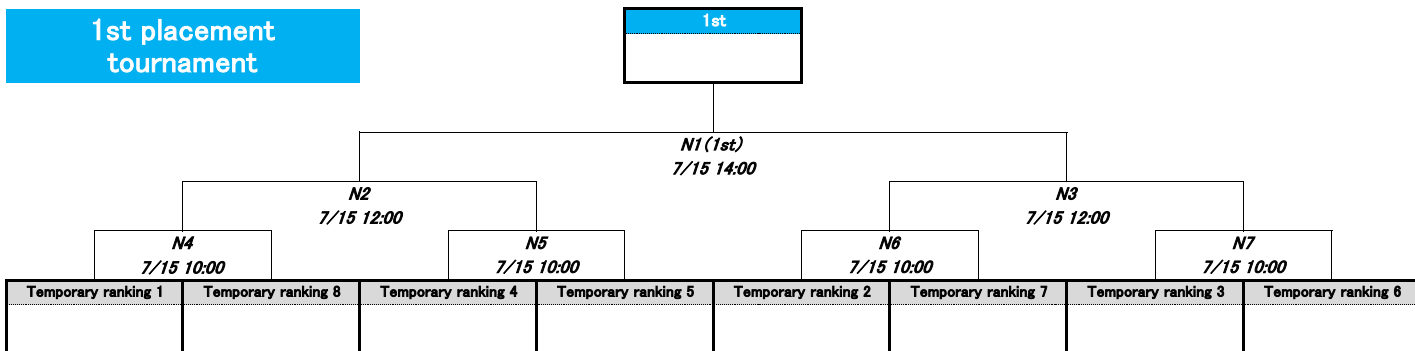 1st placement
tournament
1st
N1(1st)
7/15 14:00
N2
7/15 12:00
N3
7/15 12:00
N4
7/15 10:00
N5
7/15 10:00
N6
7/15 10:00
N7
7/15 10:00
Temporary ranking 1
Temporary ranking 8
Temporary ranking 4
Temporary ranking 5
Temporary ranking 2
Temporary ranking 7
Temporary ranking 3
Temporary ranking 6